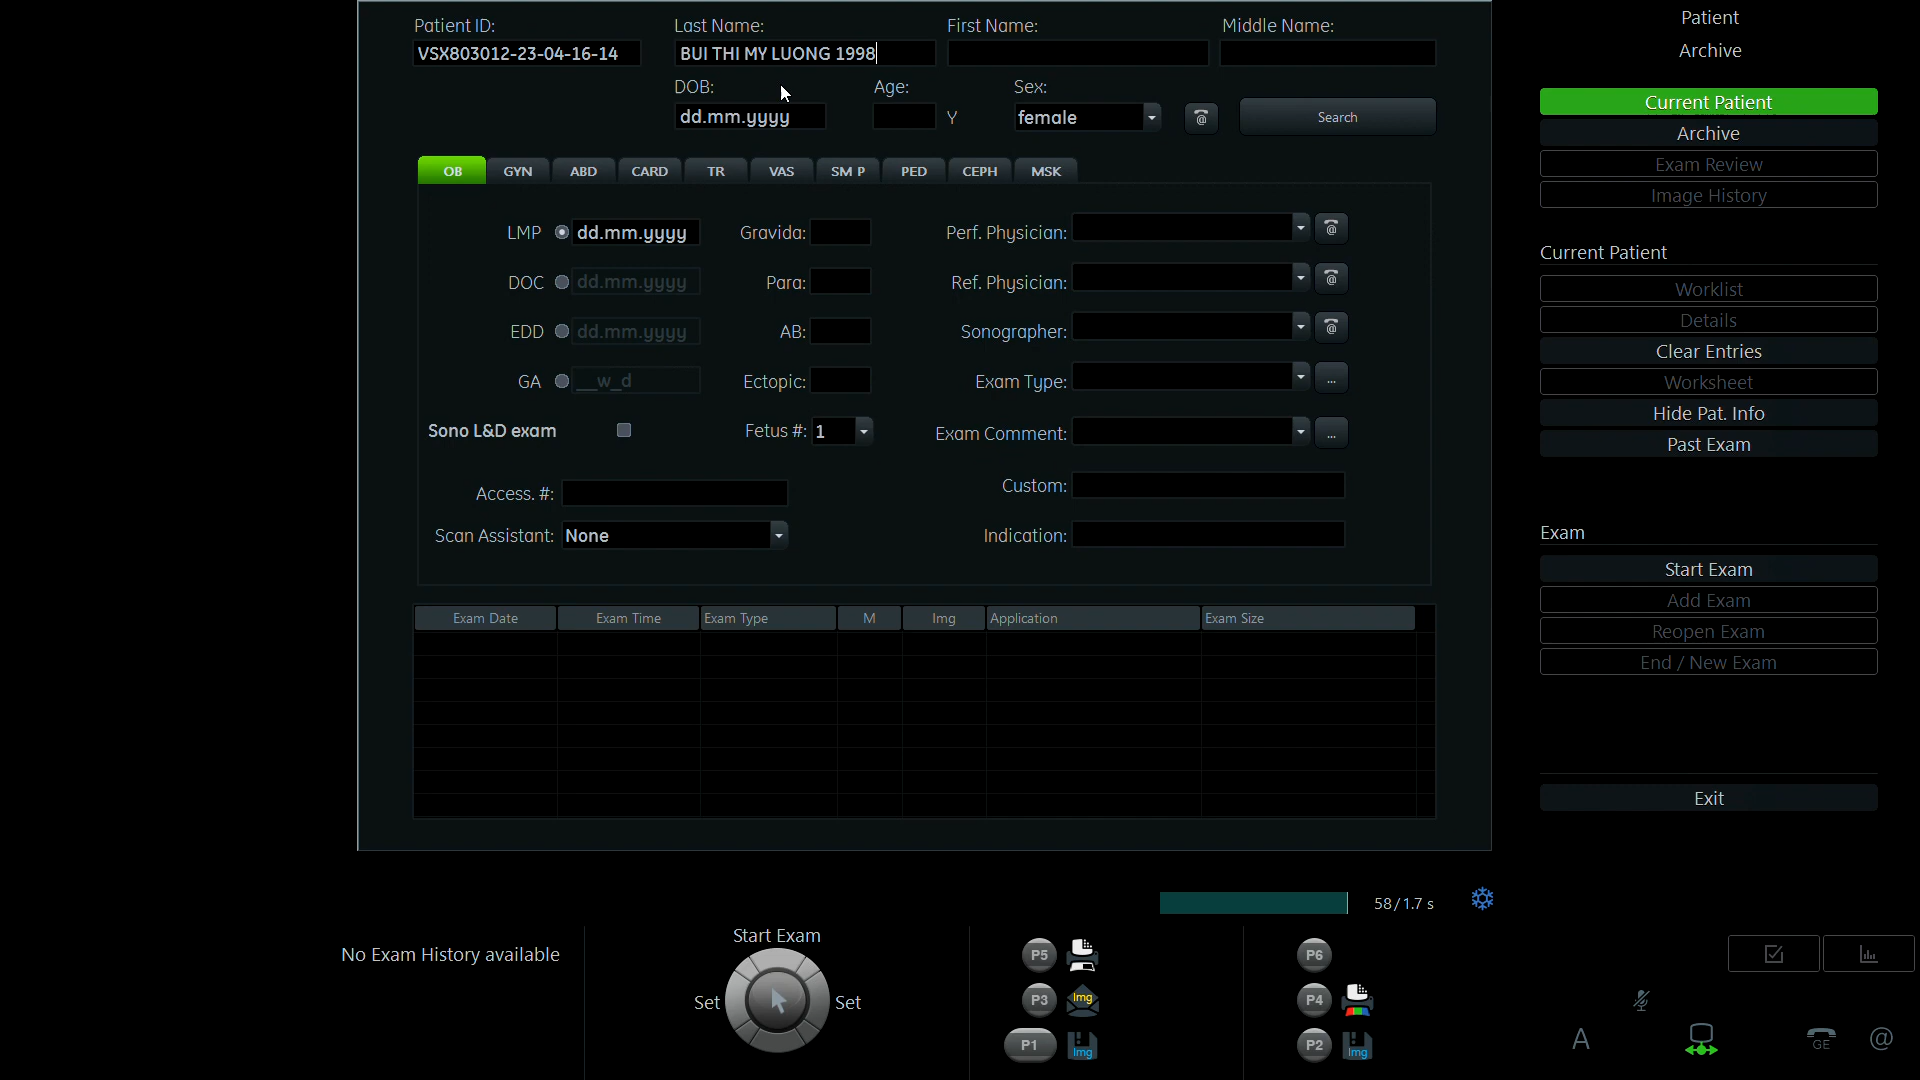 Patient ID: Last Name: First Name: Middle Name:
VSX803012-23-04-16-14 BUI THI MY LUONG 1998
DOB: Age: Sex:
dd.mm.yyyy Y female @ Search
OB GYN ABD CARD TR VAS SM P PED CEPH MSK
LMP dd.mm.yyyy Gravida: Perf. Physician: @
DOC dd.mm.yyyy Para: Ref. Physician: @
EDD dd.mm.yyyy AB: Sonographer: @
GA __w_d Ectopic: Exam Type: ...
Sono L&D exam Fetus #: 1 Exam Comment: ...
Access. #: Custom:
Scan Assistant: None Indication:
Exam Date Exam Time Exam Type M Img Application Exam Size
Patient
Archive
Current Patient
Archive
Exam Review
Image History
Current Patient
Worklist
Details
Clear Entries
Worksheet
Hide Pat. Info
Past Exam
Exam
Start Exam
Add Exam
Reopen Exam
End / New Exam
Exit
58/1.7 s
No Exam History available
Start Exam
Set Set
P5
P3 Img
P1 Img
P6
P4
P2 Img
A GE @